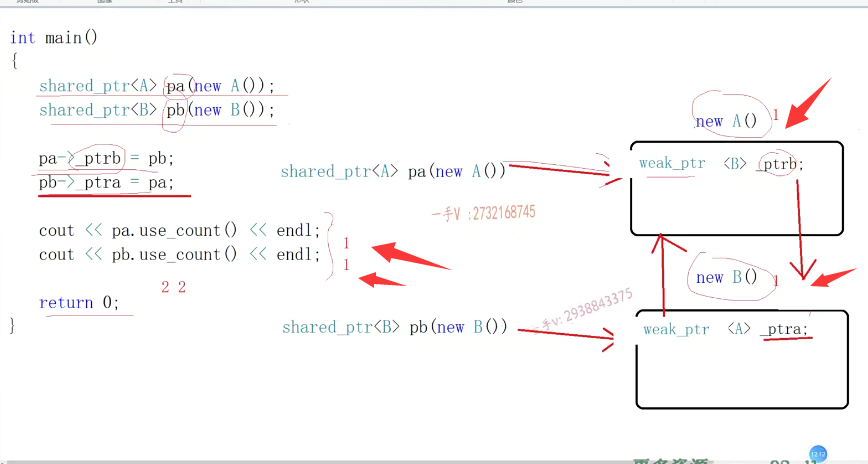 int main()
{
shared_ptr<A> pa(new A());
shared_ptr<B> pb(new B());
pa->_ptrb = pb;
pb->_ptra = pa;
cout << pa.use_count() << endl;
cout << pb.use_count() << endl;
1
1
2 2
return 0;
}
shared_ptr<A> pa(new A())
一手V :2732168745
shared_ptr<B> pb(new B())
一手v: 2938843375
new A() 1
weak_ptr <B> _ptrb;
new B() 1
weak_ptr <A> _ptra;
12:12